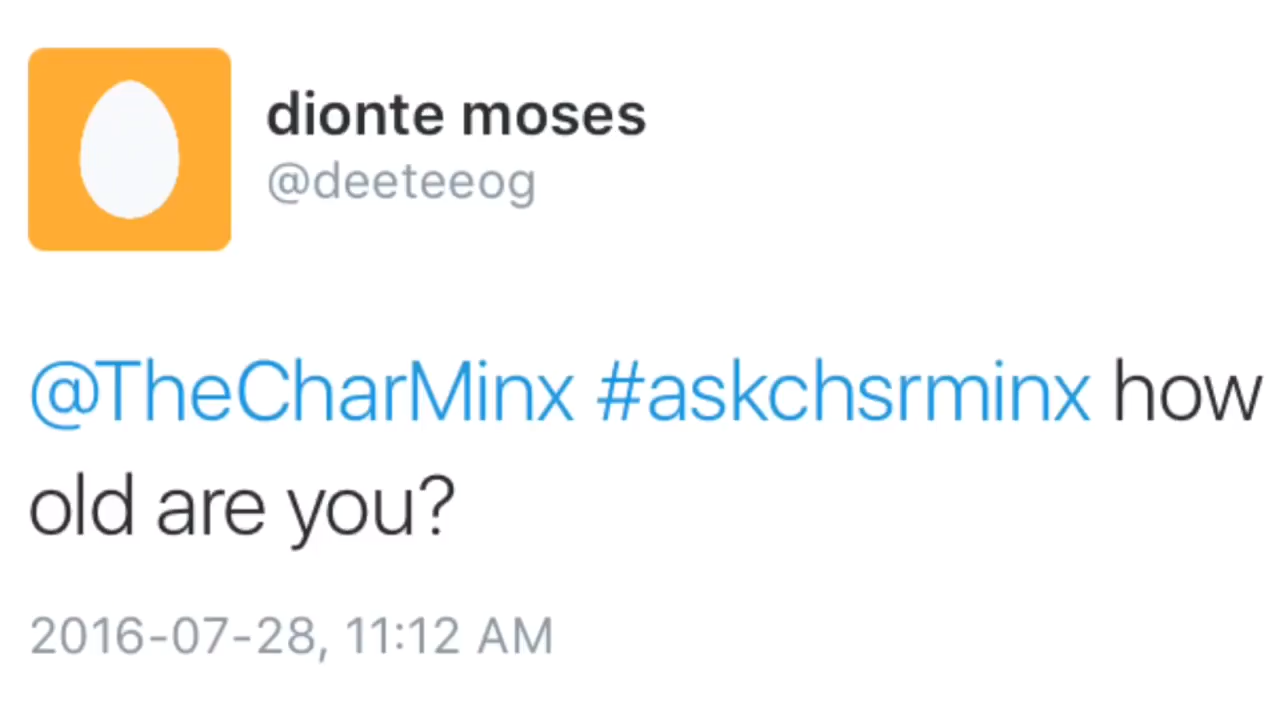 dionte moses
@deeteeog
@TheCharMinx #askchsrminx how
old are you?
2016-07-28, 11:12 AM